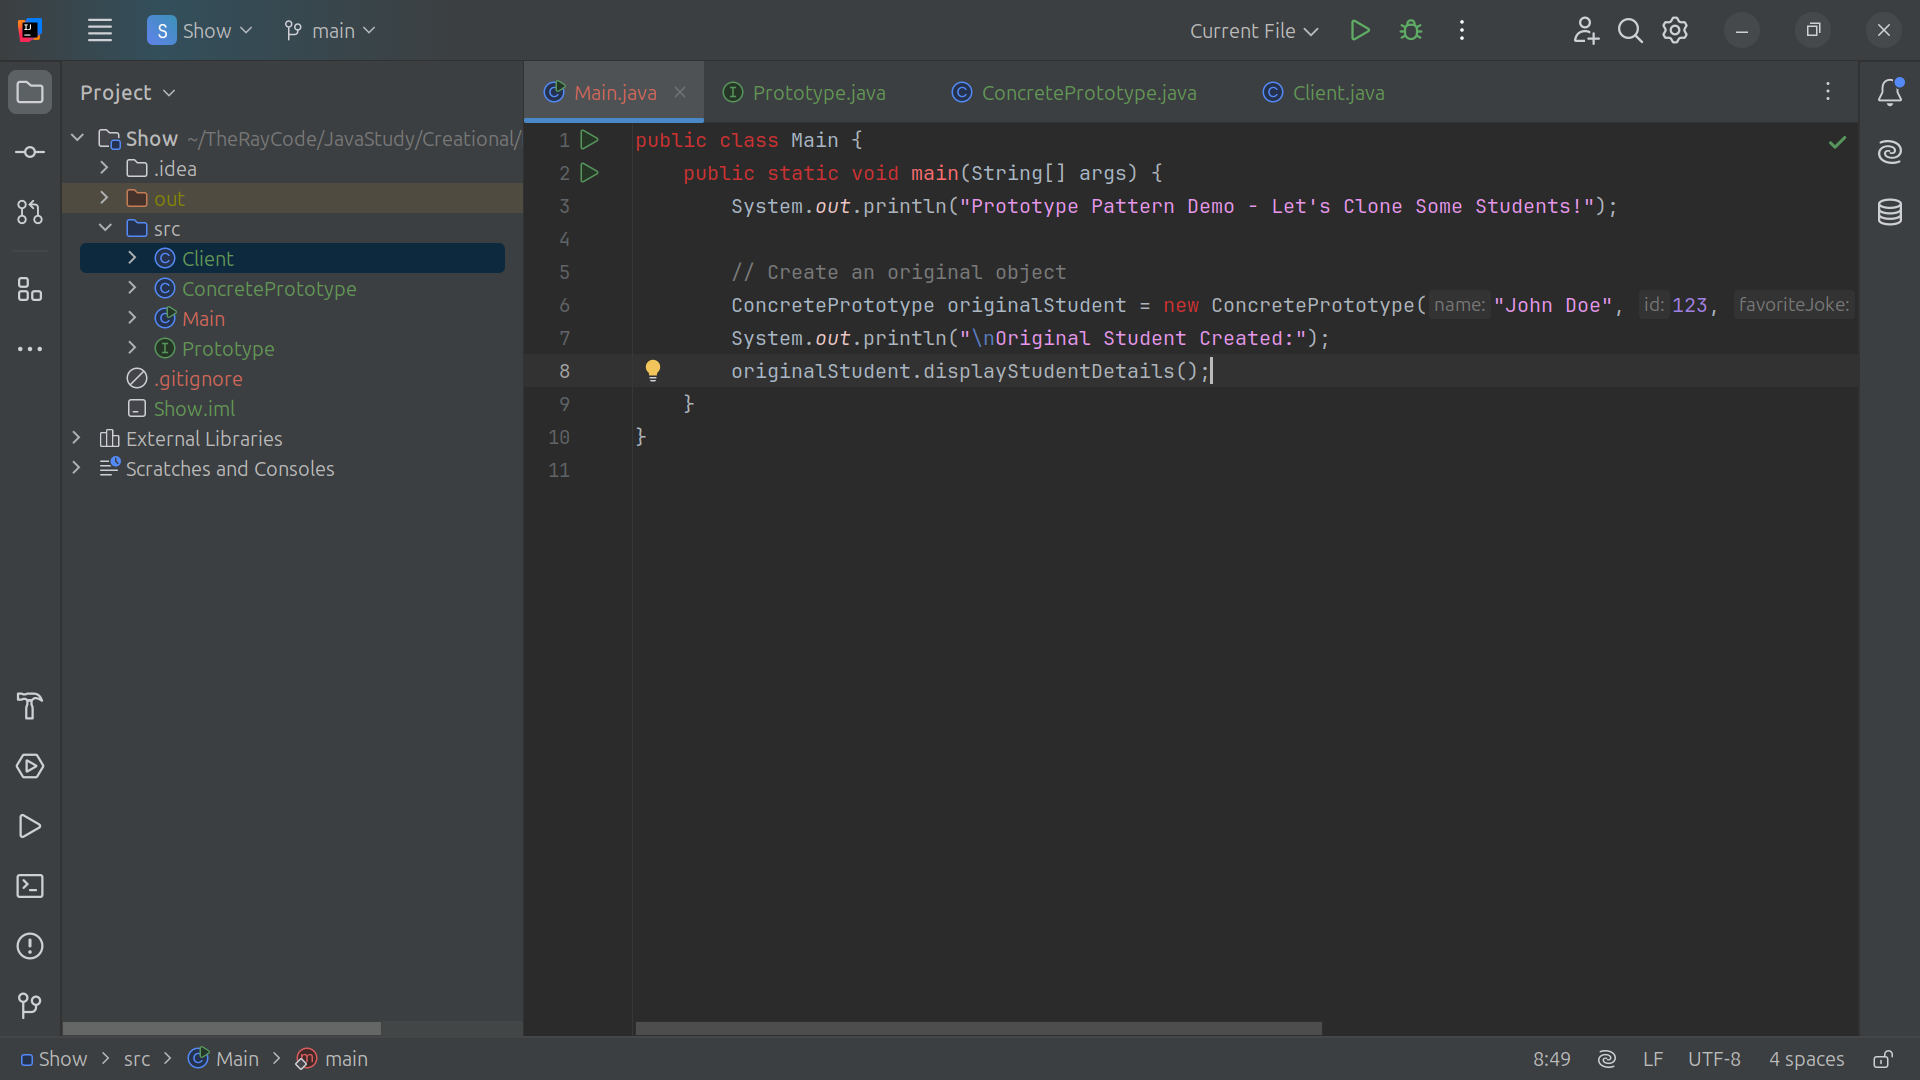 S Show main Current File
Project
Main.java Prototype.java ConcretePrototype.java Client.java
Show ~/TheRayCode/JavaStudy/Creational/
.idea
out
src
Client
ConcretePrototype
Main
Prototype
.gitignore
Show.iml
External Libraries
Scratches and Consoles
1 public class Main {
2 public static void main(String[] args) {
3 System.out.println("Prototype Pattern Demo - Let's Clone Some Students!");
4
5 // Create an original object
6 ConcretePrototype originalStudent = new ConcretePrototype( name: "John Doe", id: 123, favoriteJoke:
7 System.out.println("\nOriginal Student Created:");
8 originalStudent.displayStudentDetails();
9 }
10 }
11
Show src Main main 8:49 LF UTF-8 4 spaces